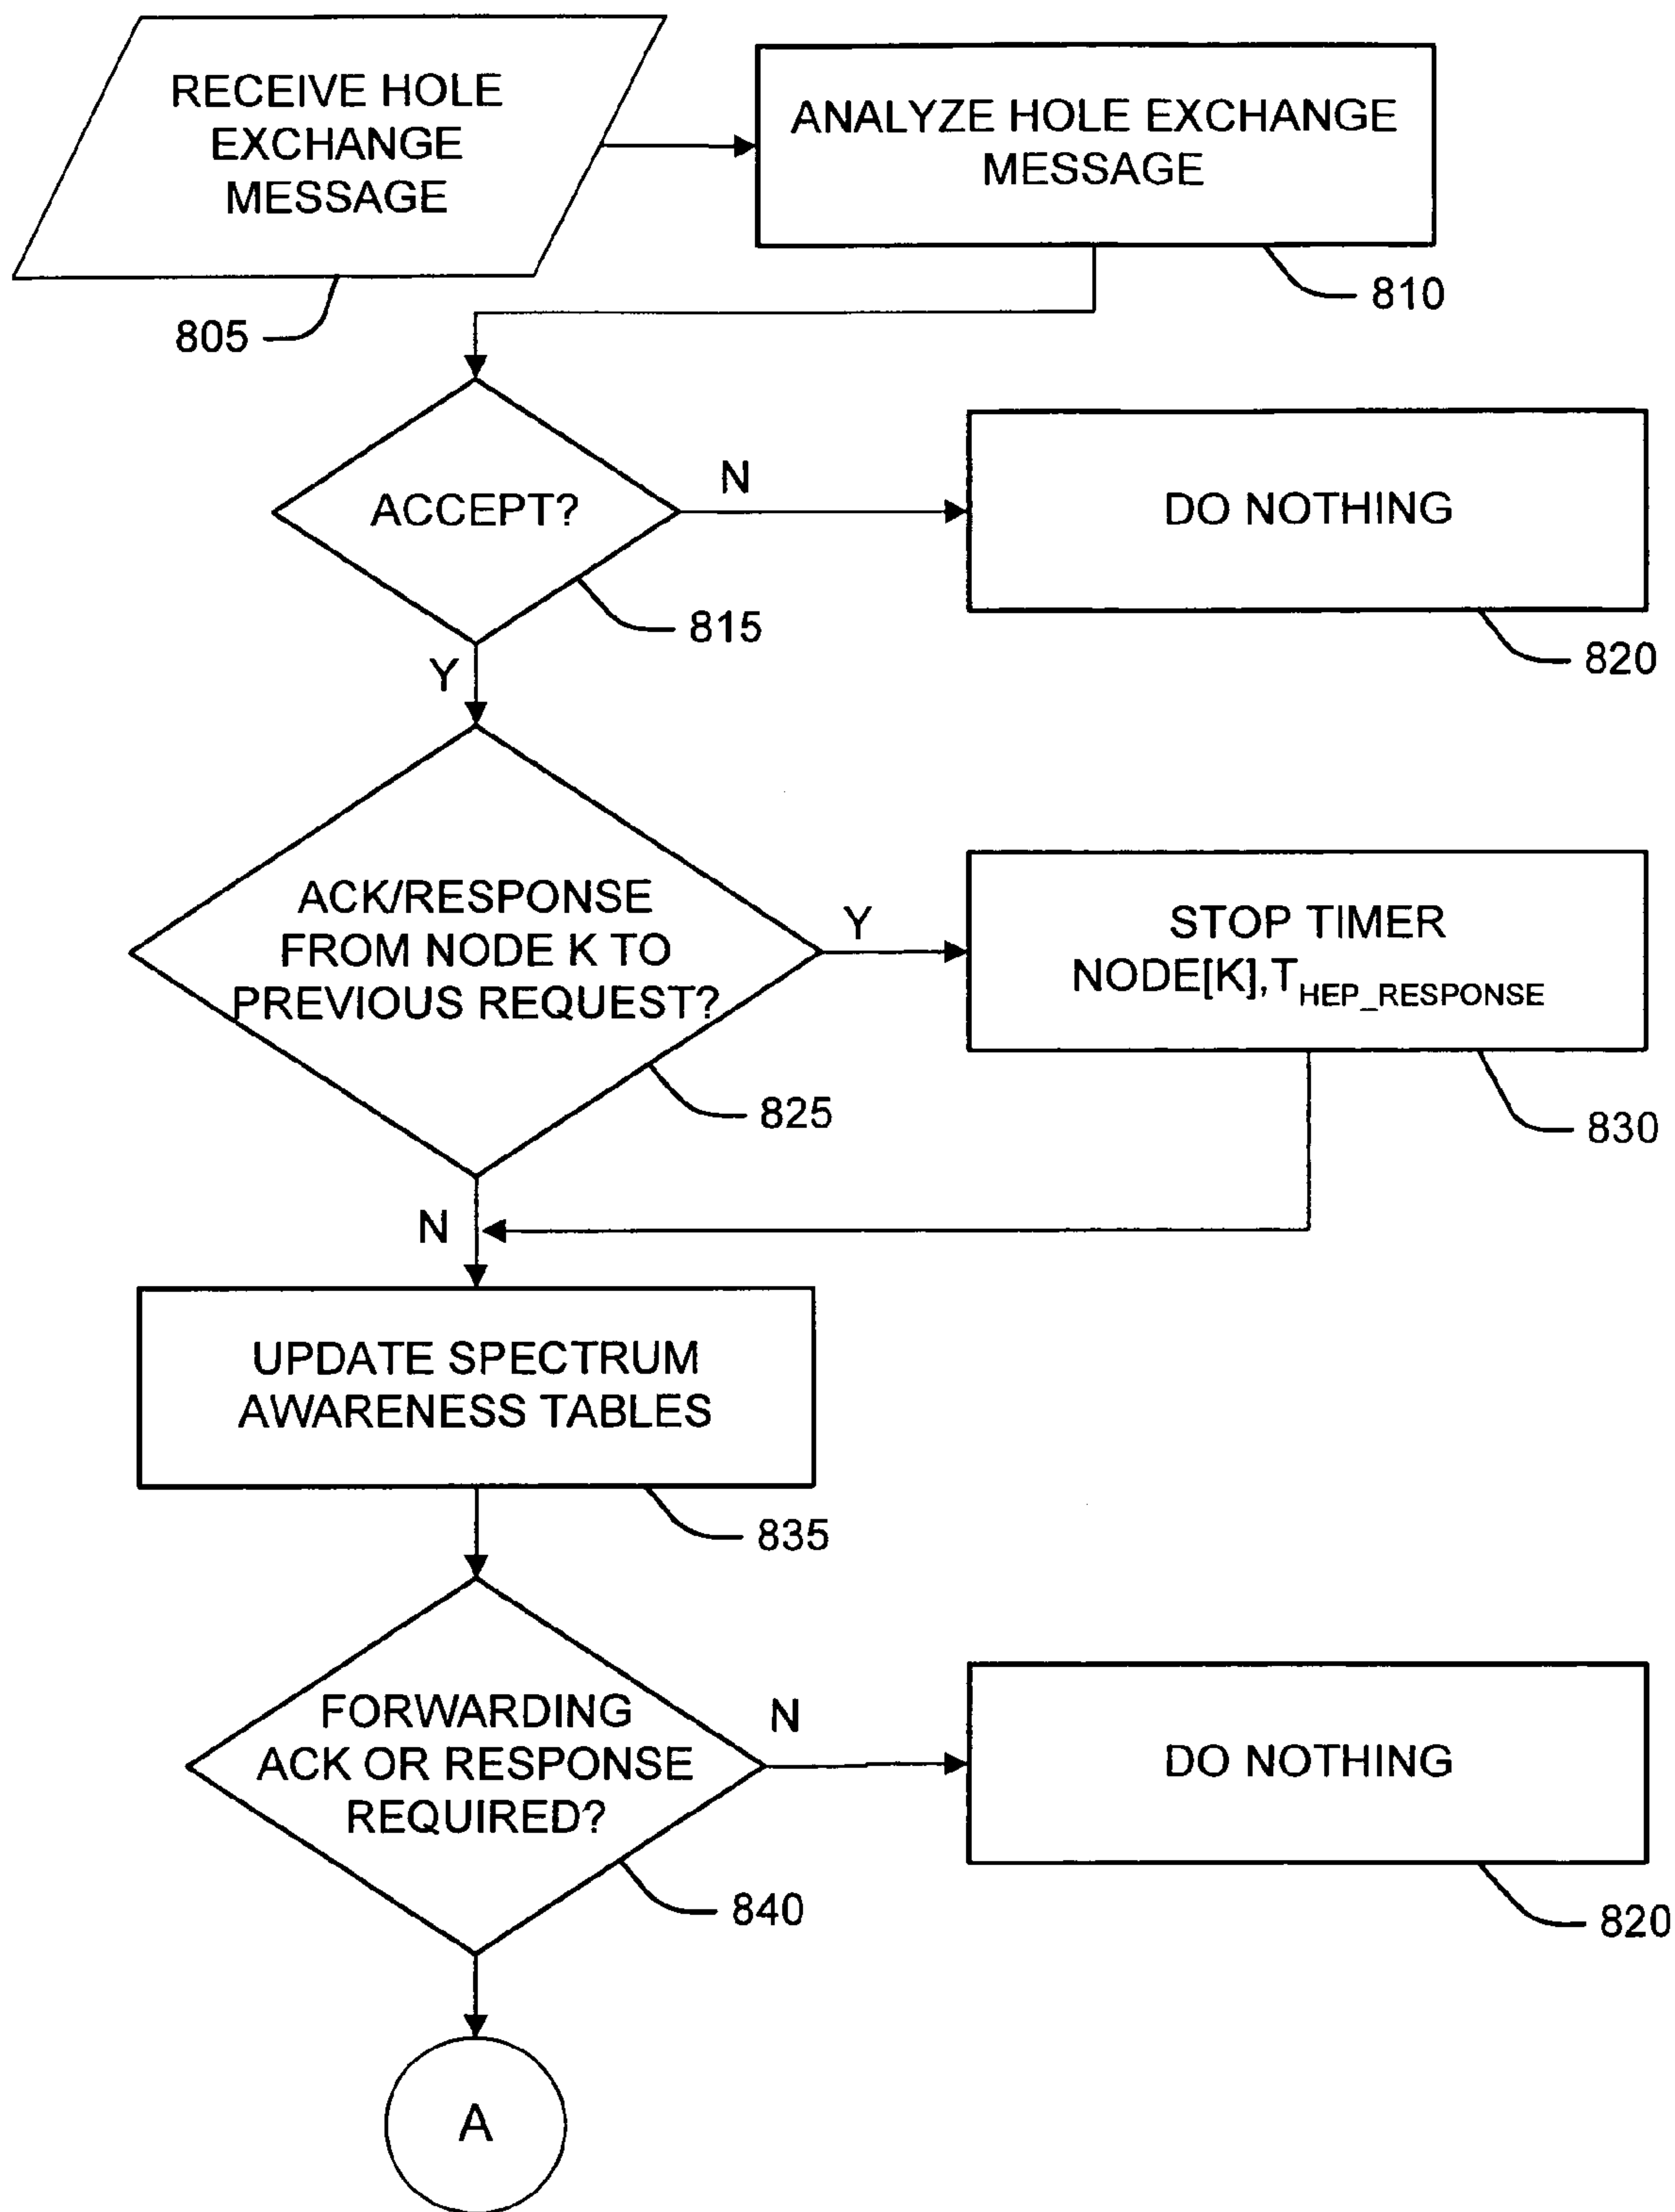 RECEIVE HOLE
EXCHANGE
MESSAGE
805
ANALYZE HOLE EXCHANGE
MESSAGE
810
ACCEPT?
815
N
DO NOTHING
820
Y
ACK/RESPONSE
FROM NODE K TO
PREVIOUS REQUEST?
825
Y
STOP TIMER
NODE[K],T HEP_RESPONSE
830
N
UPDATE SPECTRUM
AWARENESS TABLES
835
FORWARDING
ACK OR RESPONSE
REQUIRED?
840
N
DO NOTHING
820
A